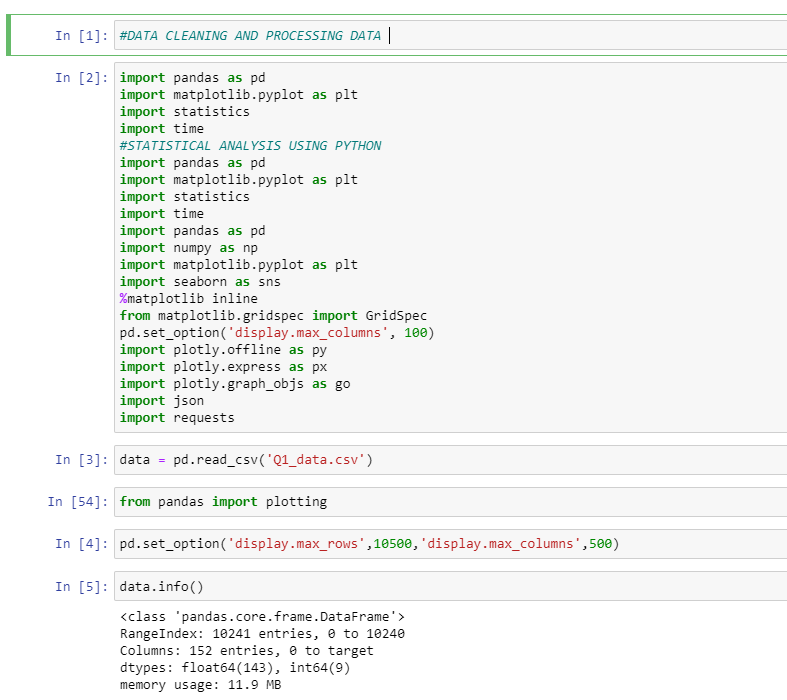 In [1]: #DATA CLEANING AND PROCESSING DATA
In [2]: import pandas as pd
import matplotlib.pyplot as plt
import statistics
import time
#STATISTICAL ANALYSIS USING PYTHON
import pandas as pd
import matplotlib.pyplot as plt
import statistics
import time
import pandas as pd
import numpy as np
import matplotlib.pyplot as plt
import seaborn as sns
%matplotlib inline
from matplotlib.gridspec import GridSpec
pd.set_option('display.max_columns', 100)
import plotly.offline as py
import plotly.express as px
import plotly.graph_objs as go
import json
import requests
In [3]: data = pd.read_csv('Q1_data.csv')
In [54]: from pandas import plotting
In [4]: pd.set_option('display.max_rows',10500,'display.max_columns',500)
In [5]: data.info()
<class 'pandas.core.frame.DataFrame'>
RangeIndex: 10241 entries, 0 to 10240
Columns: 152 entries, 0 to target
dtypes: float64(143), int64(9)
memory usage: 11.9 MB